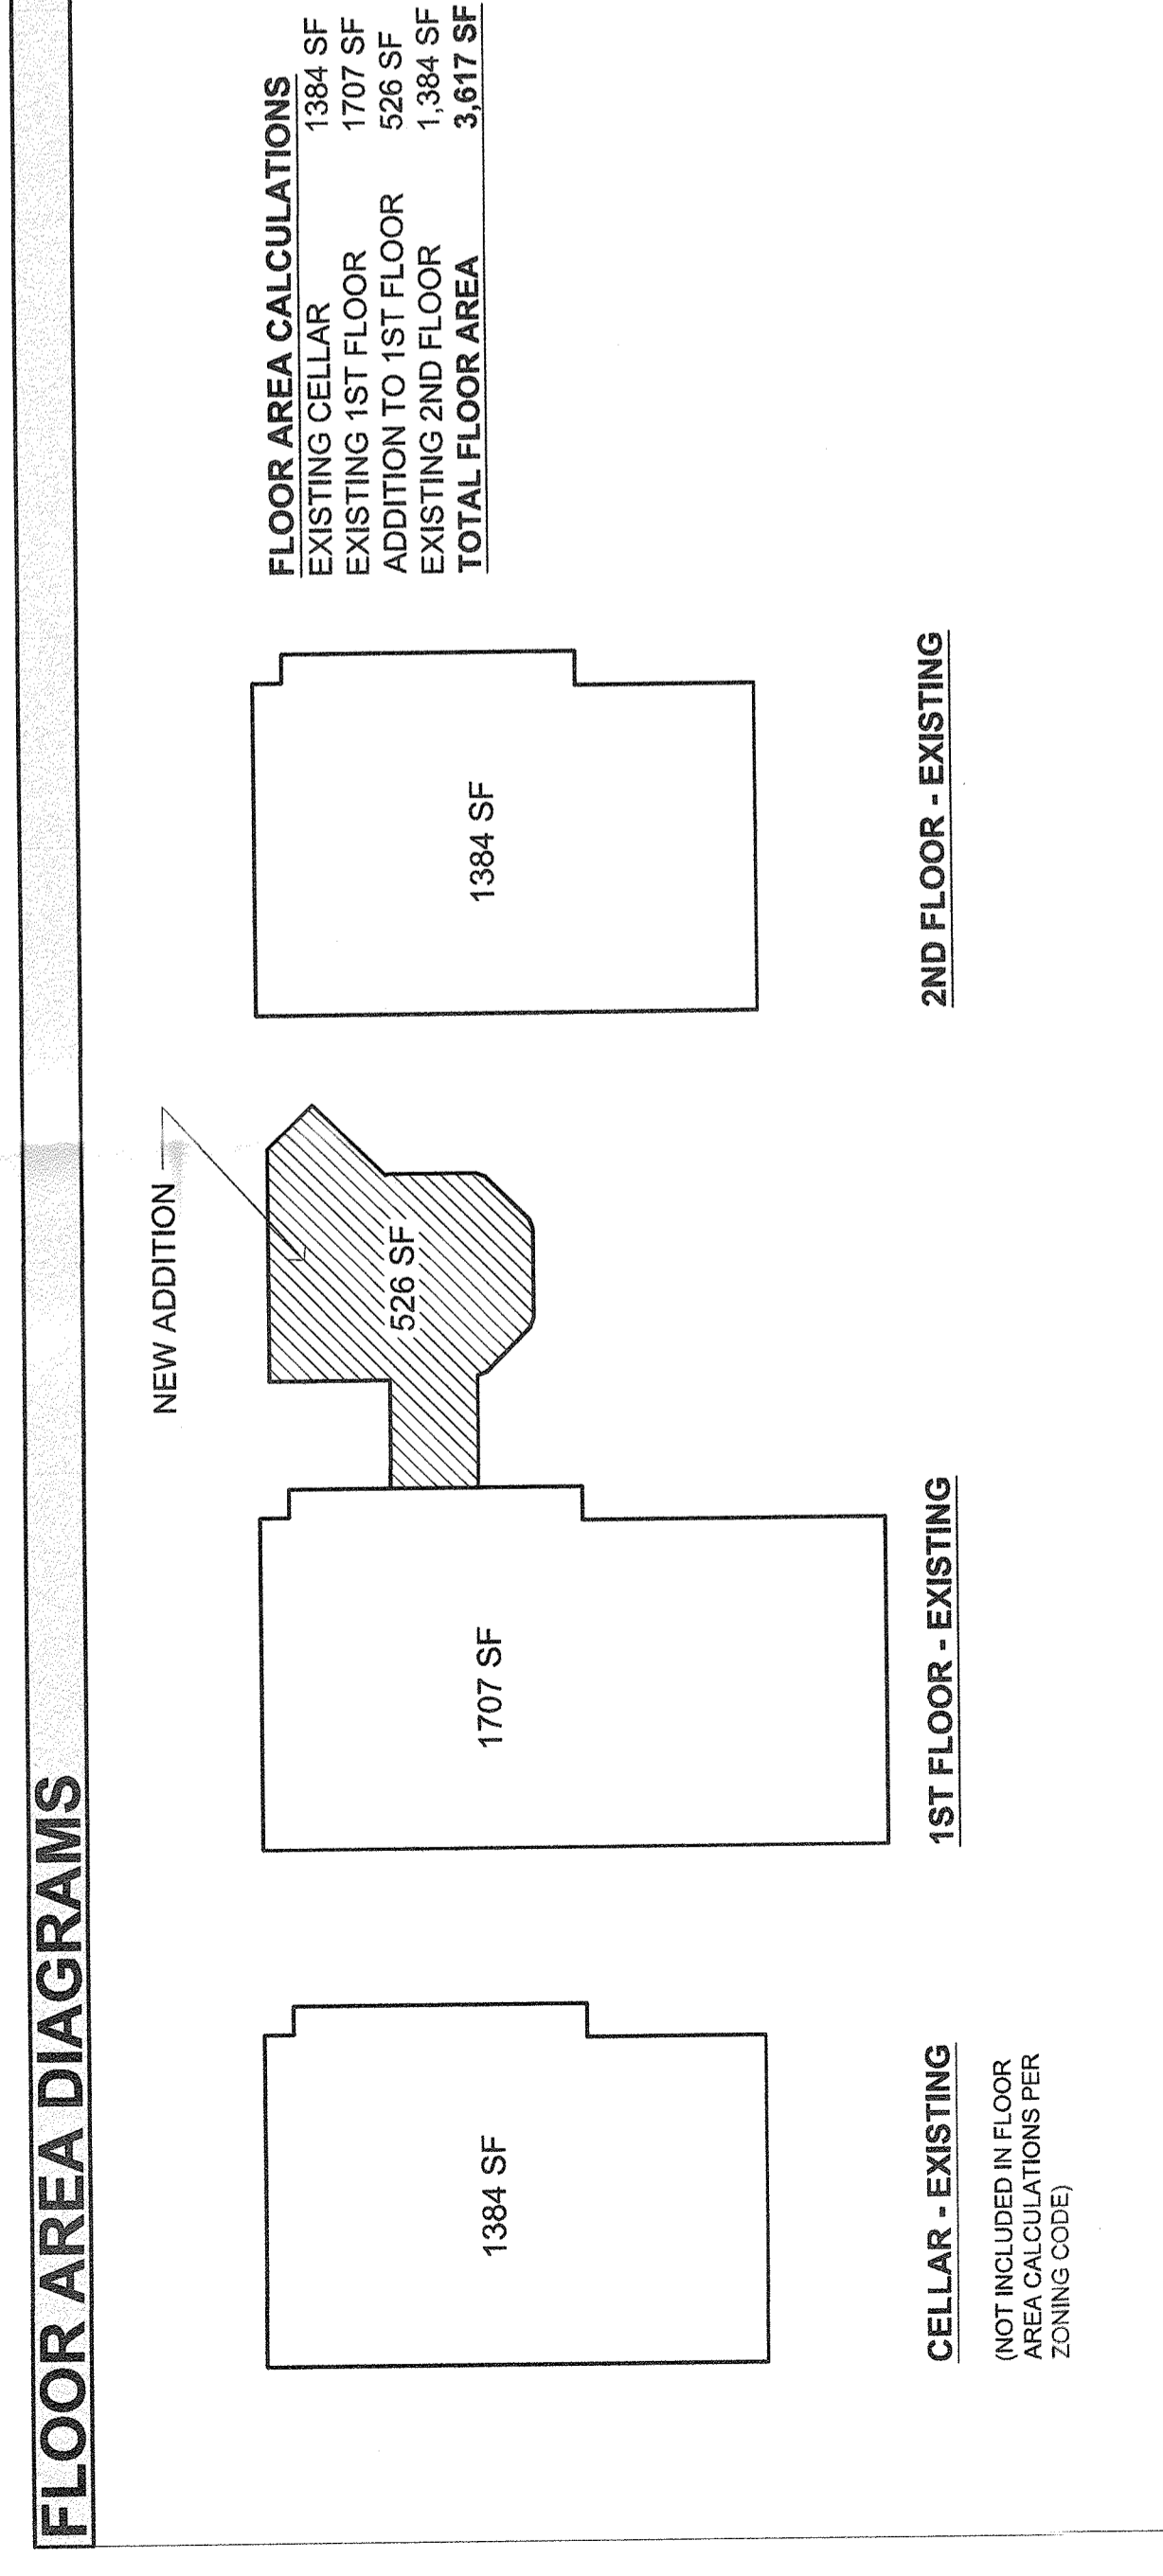 FLOOR AREA DIAGRAMS
NEW ADDITION
1384 SF
1707 SF
526 SF
1384 SF
CELLAR - EXISTING
(NOT INCLUDED IN FLOOR
AREA CALCULATIONS PER
ZONING CODE)
1ST FLOOR - EXISTING
2ND FLOOR - EXISTING
FLOOR AREA CALCULATIONS
EXISTING CELLAR 1384 SF
EXISTING 1ST FLOOR 1707 SF
ADDITION TO 1ST FLOOR 526 SF
EXISTING 2ND FLOOR 1,384 SF
TOTAL FLOOR AREA 3,617 SF